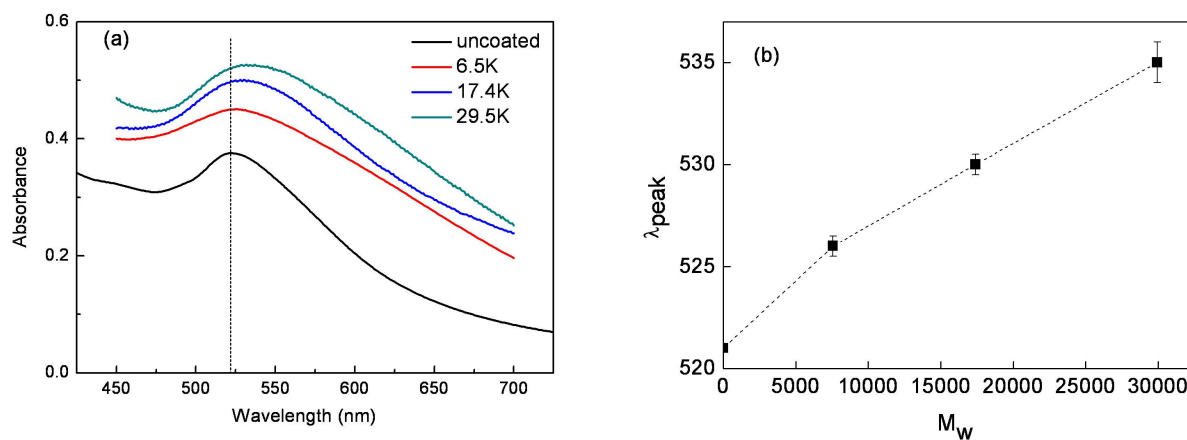 (a)
uncoated
6.5K
17.4K
29.5K
0.6
0.4
0.2
0.0
Absorbance
450 500 550 600 650 700
Wavelength (nm)
(b)
535
530
525
520
λpeak
0 5000 10000 15000 20000 25000 30000
Mw